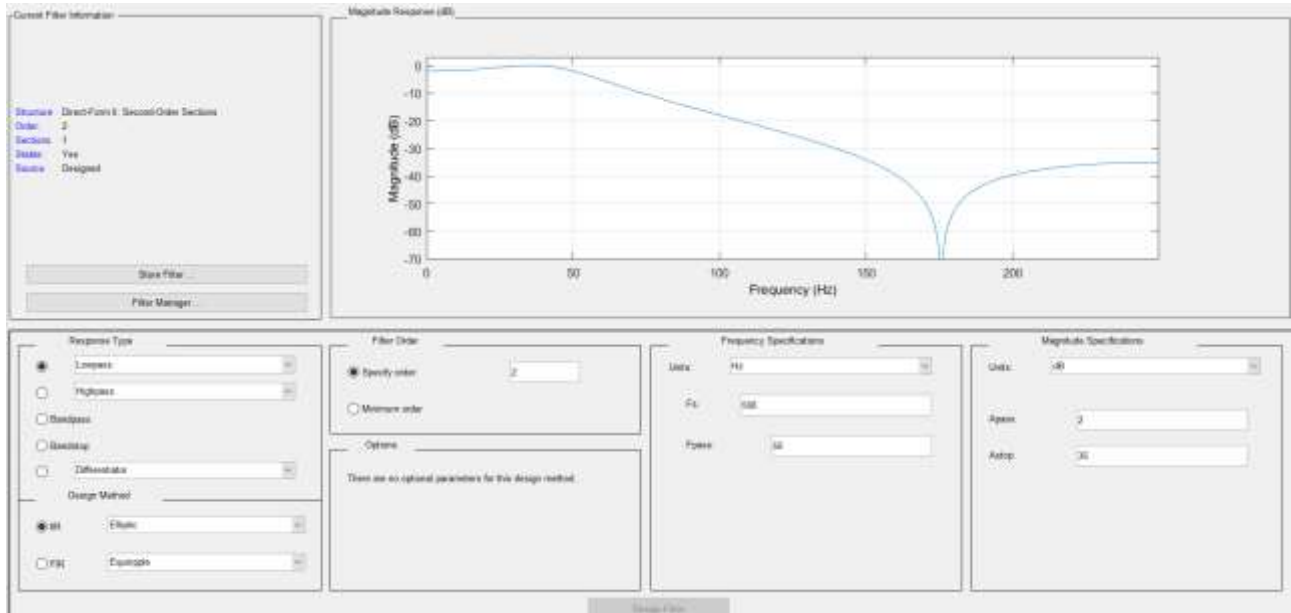 Current Filter Information
Structure Direct-Form II, Second-Order Sections
Order 2
Sections 1
Stable Yes
Source Designed
Store Filter ...
Filter Manager ...
Magnitude Response (dB)
Magnitude (dB)
0
-10
-20
-30
-40
-50
-60
-70
0 50 100 150 200
Frequency (Hz)
Response Type
Lowpass
Highpass
Bandpass
Bandstop
Differentiator
Design Method
IIR Elliptic
FIR Equiripple
Filter Order
Specify order 2
Minimum order
Options
There are no optional parameters for this design method.
Frequency Specifications
Units: Hz
Fs: 500
Fpass: 50
Magnitude Specifications
Units: dB
Apass: 2
Astop:
Design Filter